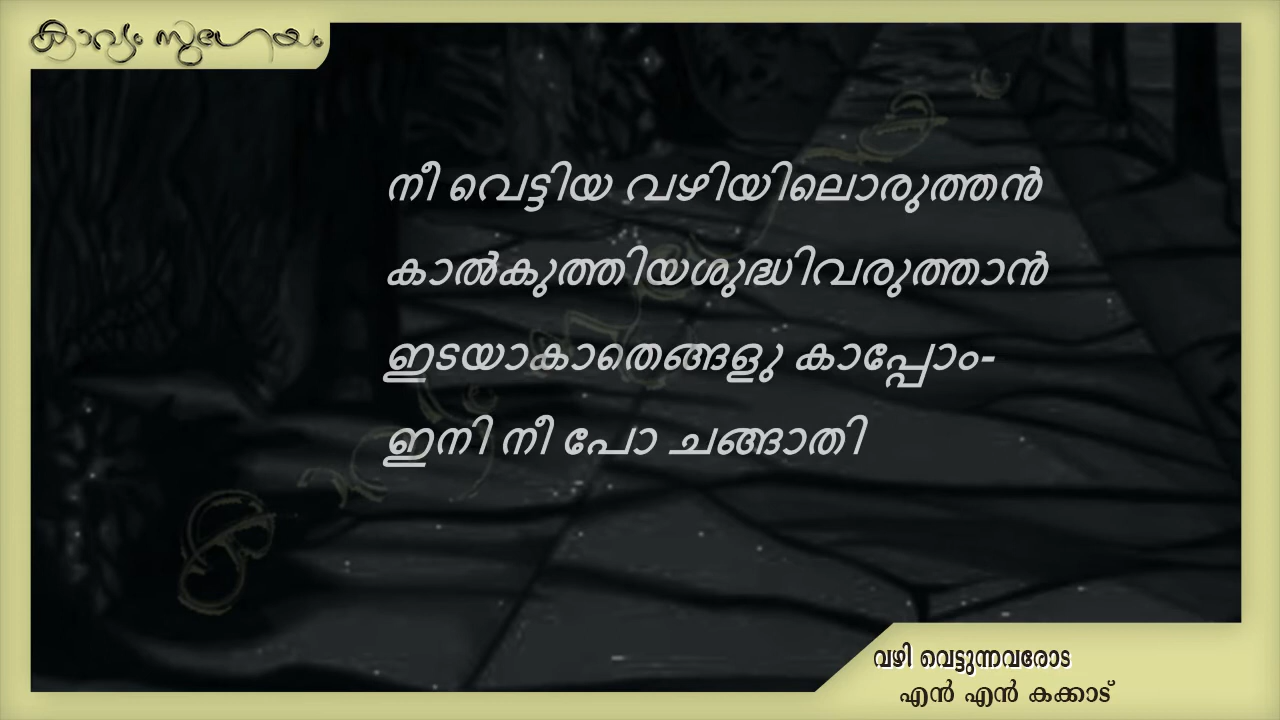 കാവ്യം സുഗേയം
നീ വെട്ടിയ വഴിയിലൊരുത്തൻ
കാൽകുത്തിയശുദ്ധിവരുത്താൻ
ഇടയാകാതെങ്ങളു കാപ്പോം-
ഇനി നീ പോ ചങ്ങാതി
വഴി വെട്ടുന്നവരോട
എൻ എൻ കക്കാട്